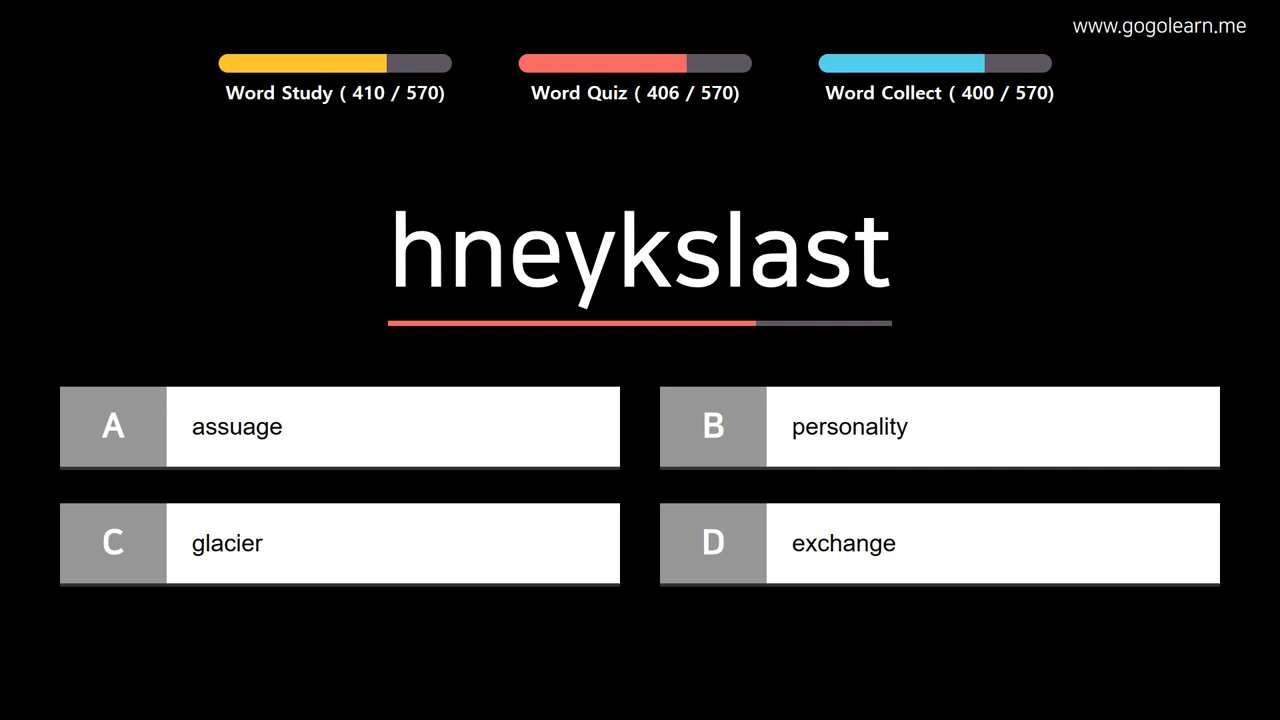 www.gogolearn.me
Word Study ( 410 / 570)
Word Quiz ( 406 / 570)
Word Collect ( 400 / 570)
hneykslast
A assuage
B personality
C glacier
D exchange